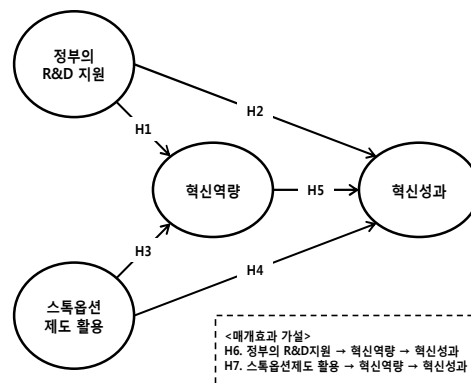 정부의
R&D 지원
H1
H2
혁신역량
H5
혁신성과
H3
H4
스톡옵션
제도 활용
<매개효과 가설>
H6. 정부의 R&D지원 → 혁신역량 → 혁신성과
H7. 스톡옵션제도 활용 → 혁신역량 → 혁신성과